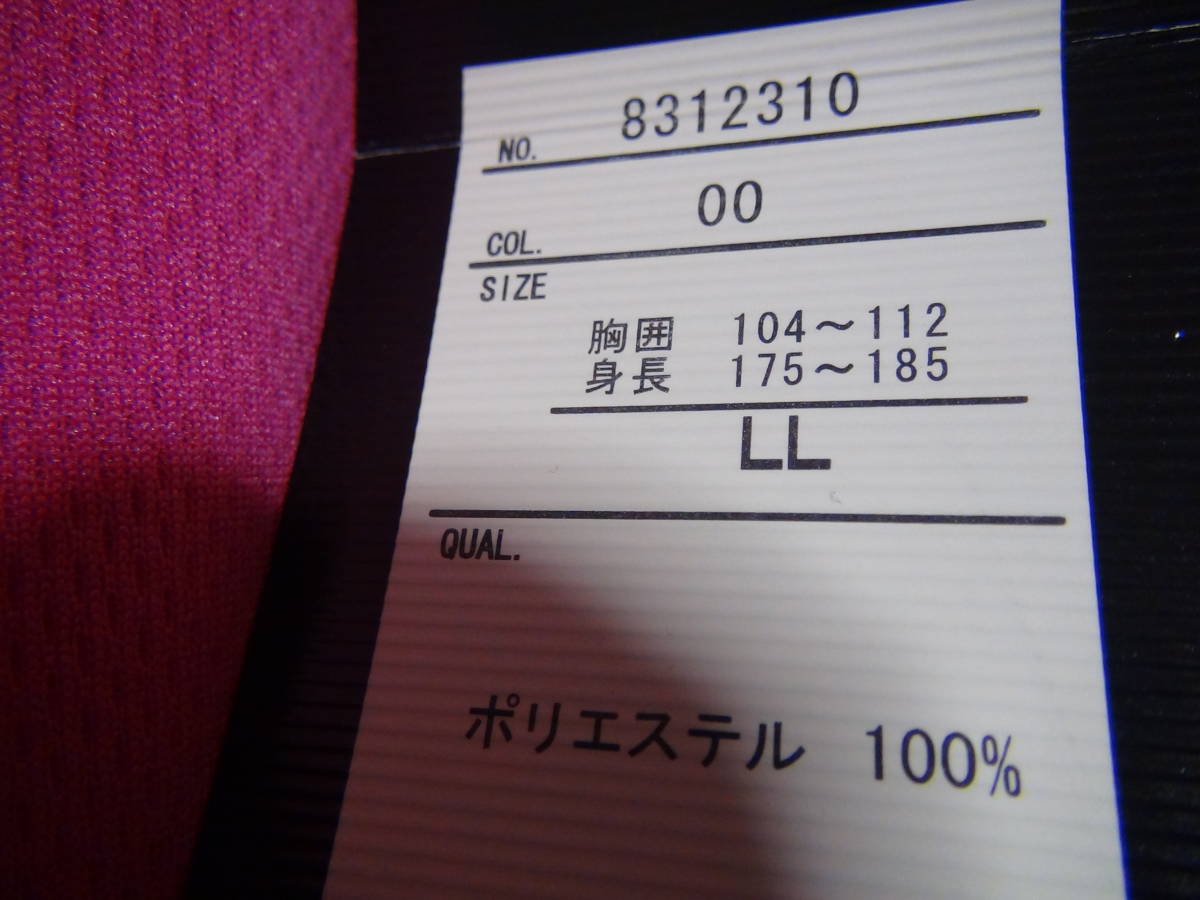 NO. 8312310
COL. 00
SIZE
胸囲 104～112
身長 175～185
LL
QUAL.
ポリエステル 100%